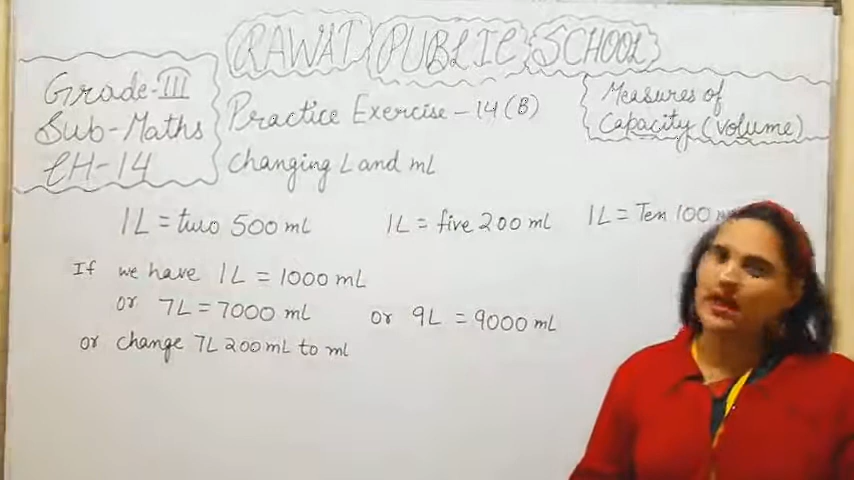 RAWAT PUBLIC SCHOOL
Grade-III
Sub-Maths
CH-14
Practice Exercise-14(B)
Measures of
Capacity (volume)
Changing L and mL
1L = two 500 mL
1L = five 200 mL
1L = Ten 100
If we have 1L = 1000 mL
or 7L = 7000 mL
or 9L = 9000 mL
or change 7L 200mL to mL